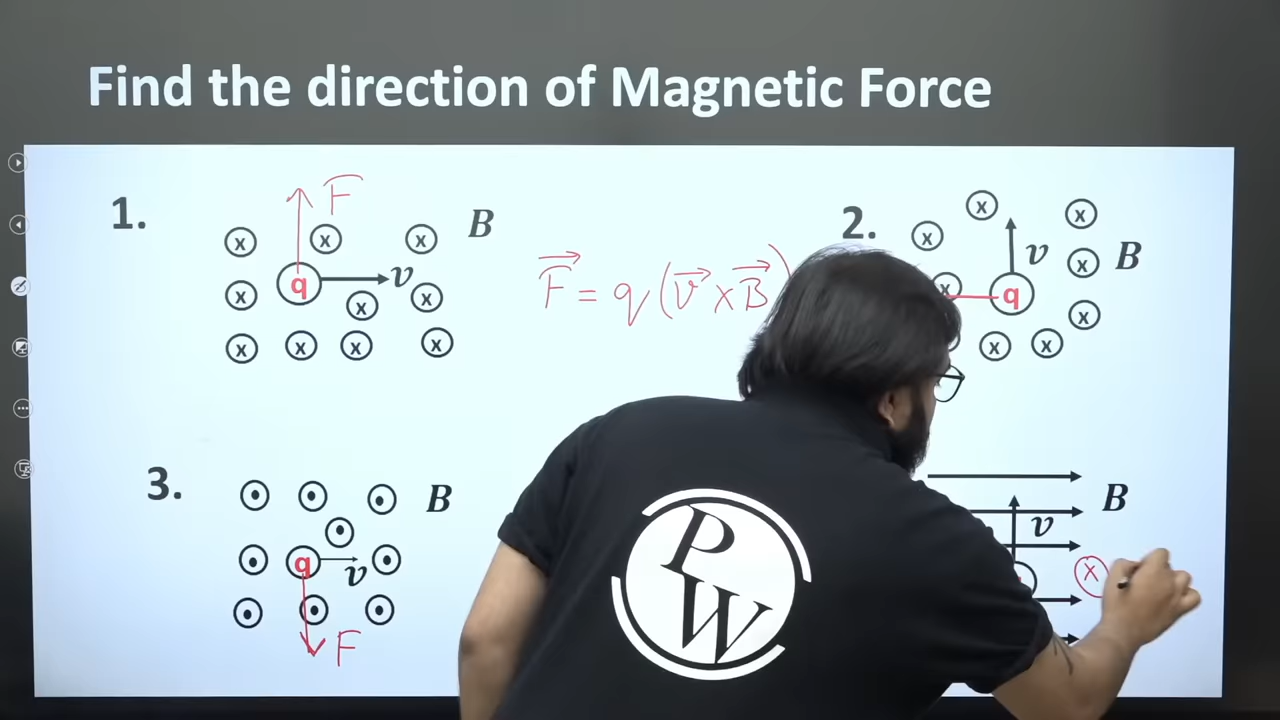 Find the direction of Magnetic Force
1.
F
x x x B
q v
x x x
x x x x
F = q (v x B)
2.
x x x
v x B
x q
x x x
3.
B
q v
F
B
v
x
PW